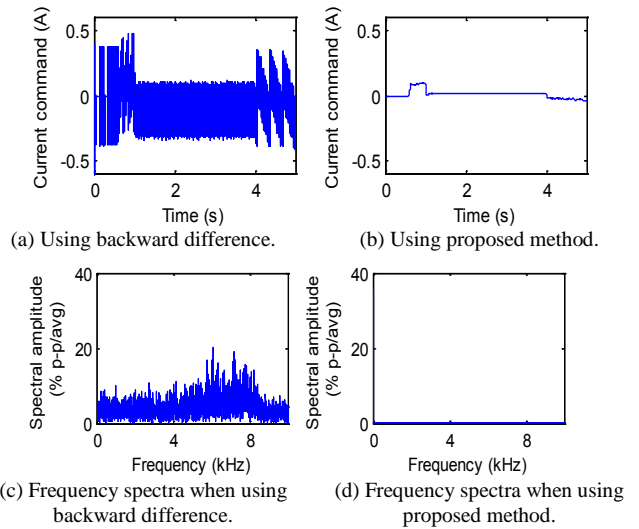 Current command (A)
0.5
0
-0.5
0
2
4
Time (s)
(a) Using backward difference.
Current command (A)
0.5
0
-0.5
0
2
4
Time (s)
(b) Using proposed method.
Spectral amplitude
(% p-p/avg)
40
20
0
0
4
8
Frequency (kHz)
(c) Frequency spectra when using
backward difference.
Spectral amplitude
(% p-p/avg)
40
20
0
0
4
8
Frequency (kHz)
(d) Frequency spectra when using
proposed method.